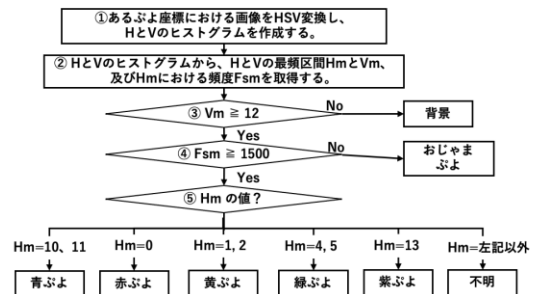 ①あるぷよ座標における画像をHSV変換し、
HとVのヒストグラムを作成する。
② HとVのヒストグラムから、HとVの最頻区間HmとVm、
及びHmにおける頻度Fsmを取得する。
③ Vm ≧ 12
No
背景
Yes
④ Fsm ≧ 1500
No
おじゃま
ぷよ
Yes
⑤ Hm の値？
Hm=10、11
Hm=0
Hm=1, 2
Hm=4, 5
Hm=13
Hm=左記以外
青ぷよ
赤ぷよ
黄ぷよ
緑ぷよ
紫ぷよ
不明